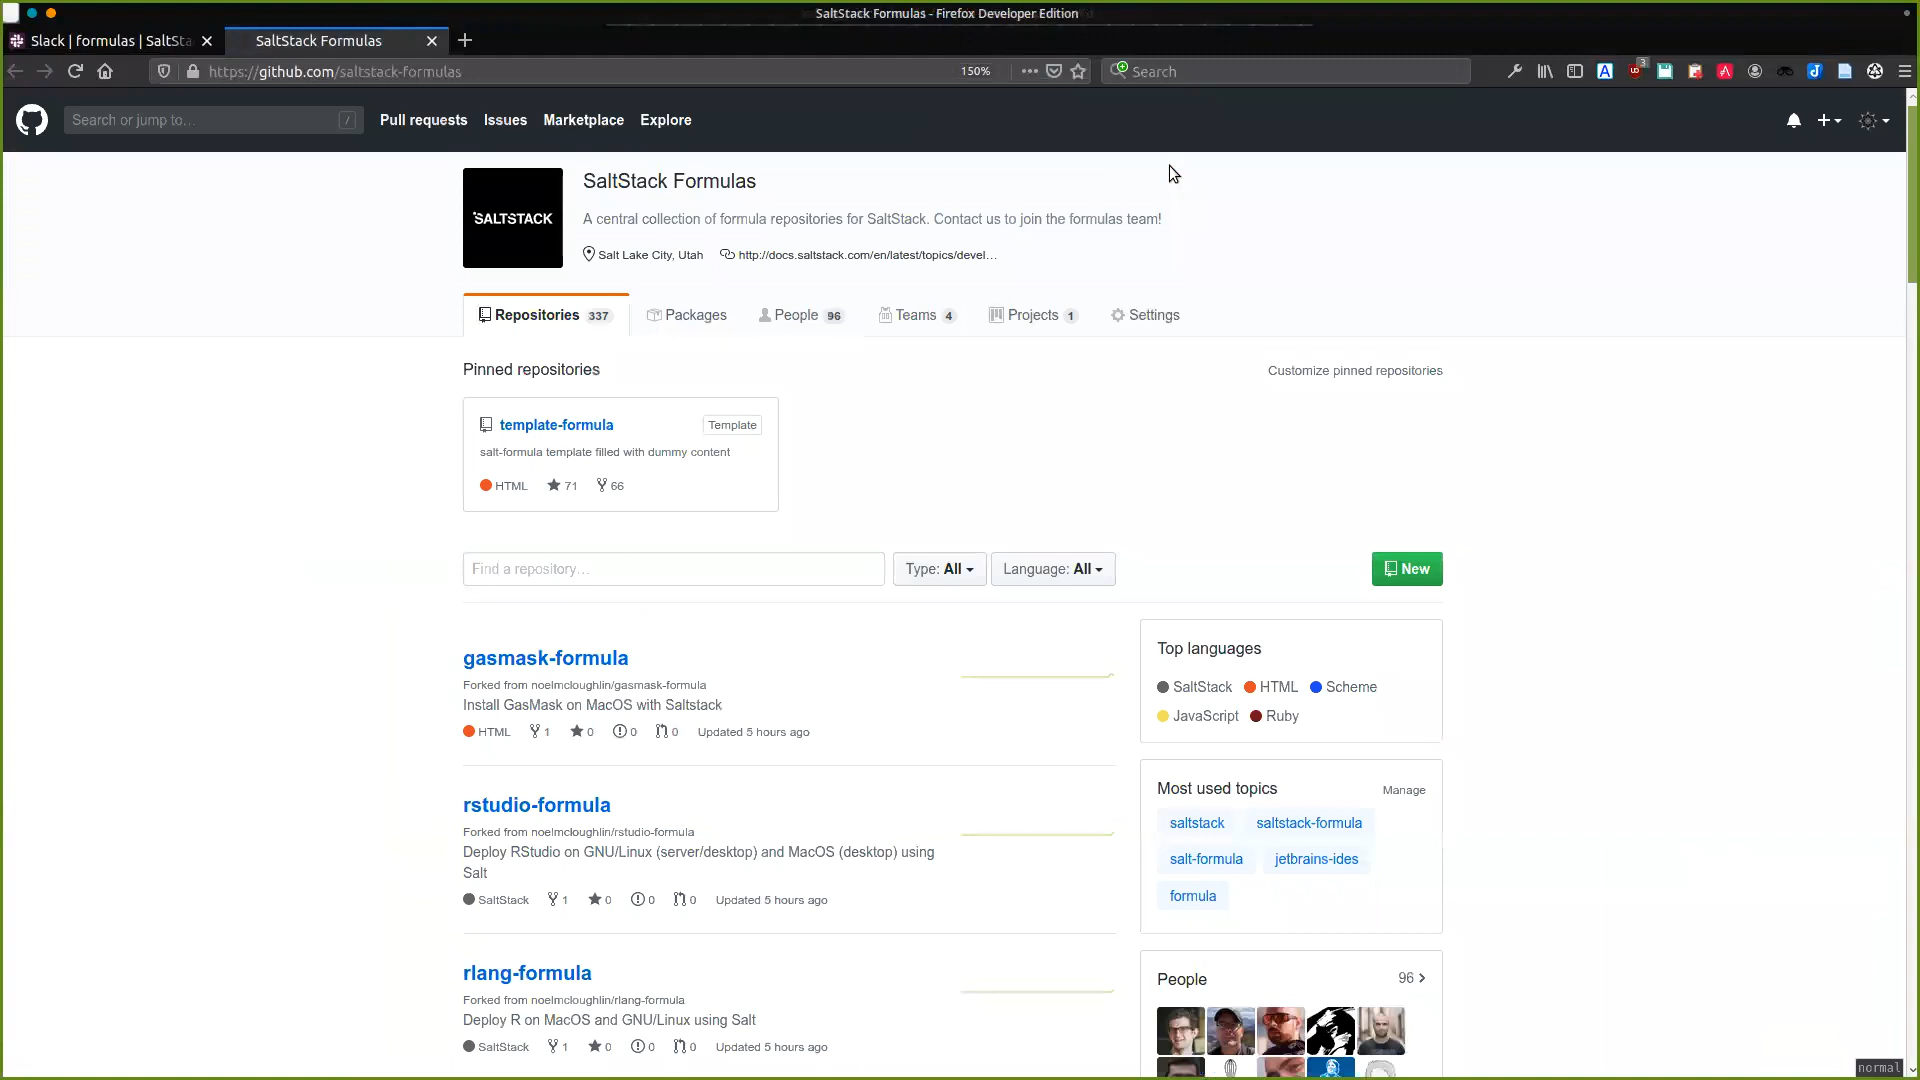 SaltStack Formulas - Firefox Developer Edition
Slack | formulas | SaltSta
SaltStack Formulas
https://github.com/saltstack-formulas
150%
Search
3
Search or jump to…
/
Pull requests
Issues
Marketplace
Explore
SALTSTACK
SaltStack Formulas
A central collection of formula repositories for SaltStack. Contact us to join the formulas team!
Salt Lake City, Utah
http://docs.saltstack.com/en/latest/topics/devel…
Repositories 337
Packages
People 96
Teams 4
Projects 1
Settings
Pinned repositories
Customize pinned repositories
template-formula
Template
salt-formula template filled with dummy content
HTML 71 66
Find a repository…
Type: All
Language: All
New
gasmask-formula
Forked from noelmcloughlin/gasmask-formula
Install GasMask on MacOS with Saltstack
HTML 1 0 0 0 Updated 5 hours ago
rstudio-formula
Forked from noelmcloughlin/rstudio-formula
Deploy RStudio on GNU/Linux (server/desktop) and MacOS (desktop) using
Salt
SaltStack 1 0 0 0 Updated 5 hours ago
rlang-formula
Forked from noelmcloughlin/rlang-formula
Deploy R on MacOS and GNU/Linux using Salt
SaltStack 1 0 0 0 Updated 5 hours ago
Top languages
SaltStack HTML Scheme
JavaScript Ruby
Most used topics
Manage
saltstack saltstack-formula
salt-formula jetbrains-ides
formula
People
96
normal